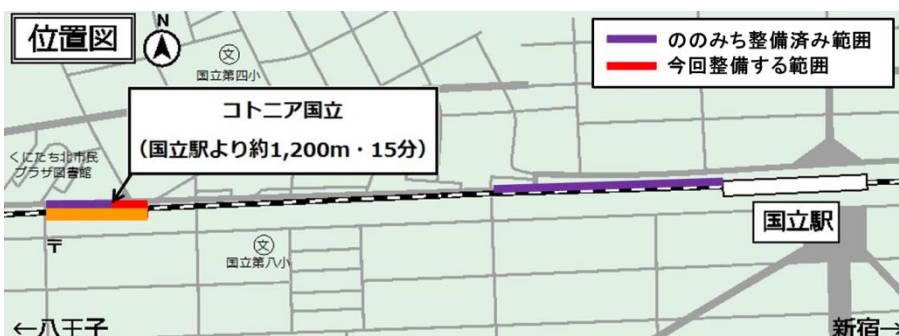 位置図
N
文
国立第四小
ののみち整備済み範囲
今回整備する範囲
コトニア国立
(国立駅より約1,200m・15分)
くにたち北市民
プラザ図書館
〒
文
国立第八小
国立駅
←八王子
新宿→